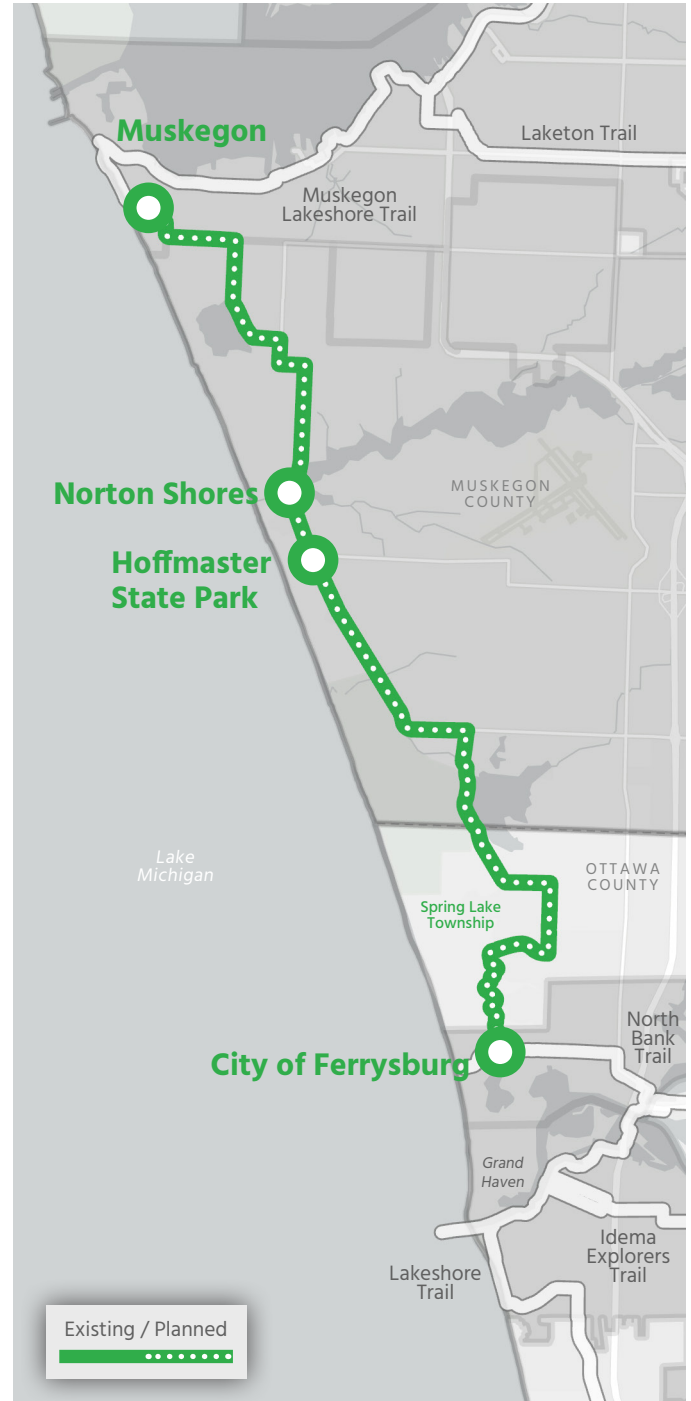 Muskegon
Laketon Trail
Muskegon
Lakeshore Trail
Norton Shores
MUSKEGON
COUNTY
Hoffmaster
State Park
Lake
Michigan
OTTAWA
COUNTY
Spring Lake
Township
North
Bank
Trail
City of Ferrysburg
Grand
Haven
Idema
Explorers
Trail
Lakeshore
Trail
Existing / Planned